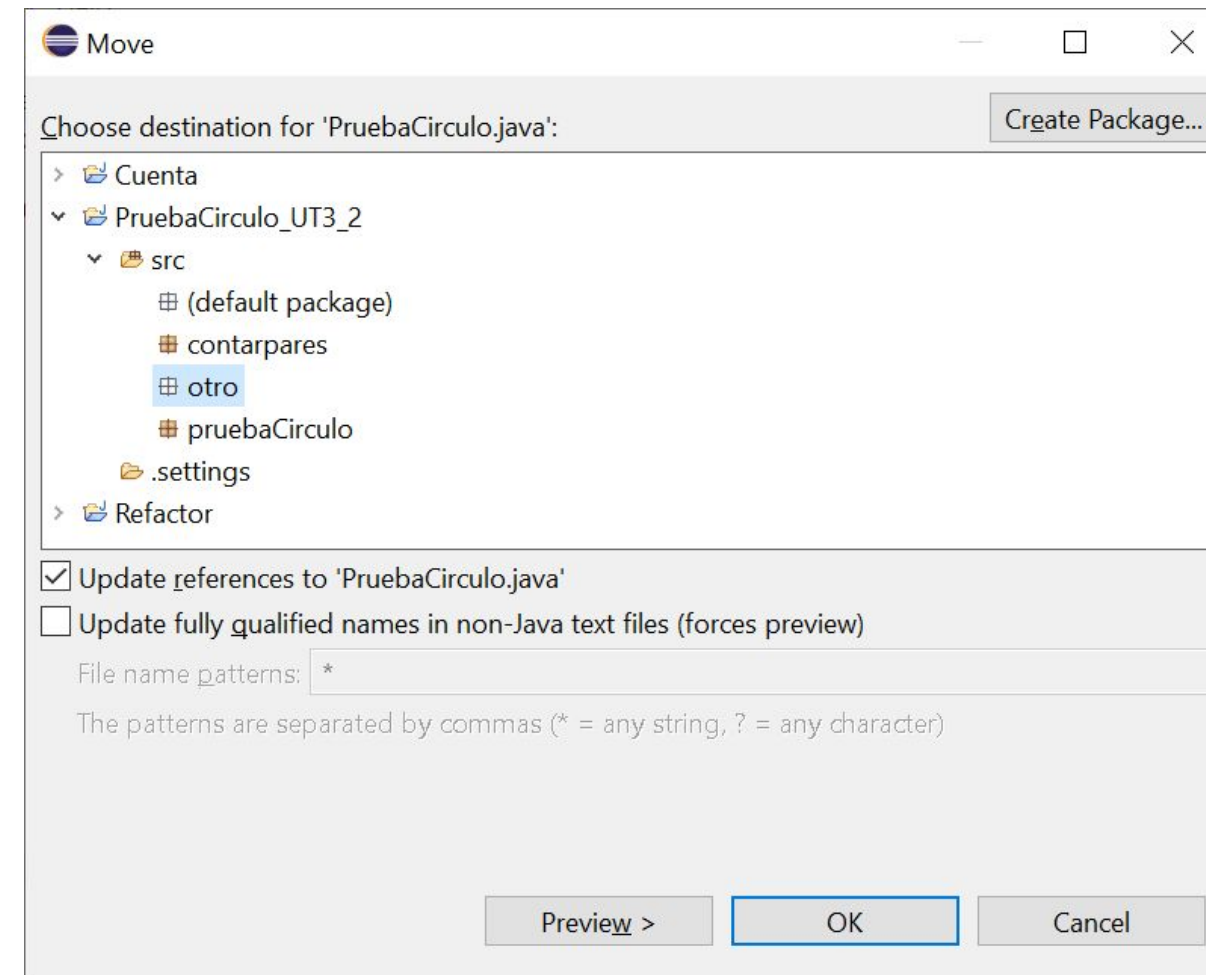 Move
Choose destination for 'PruebaCirculo.java':
Create Package...
Cuenta
PruebaCirculo_UT3_2
src
(default package)
contarpares
otro
pruebaCirculo
.settings
Refactor
Update references to 'PruebaCirculo.java'
Update fully qualified names in non-Java text files (forces preview)
File name patterns: *
The patterns are separated by commas (* = any string, ? = any character)
Preview > OK Cancel